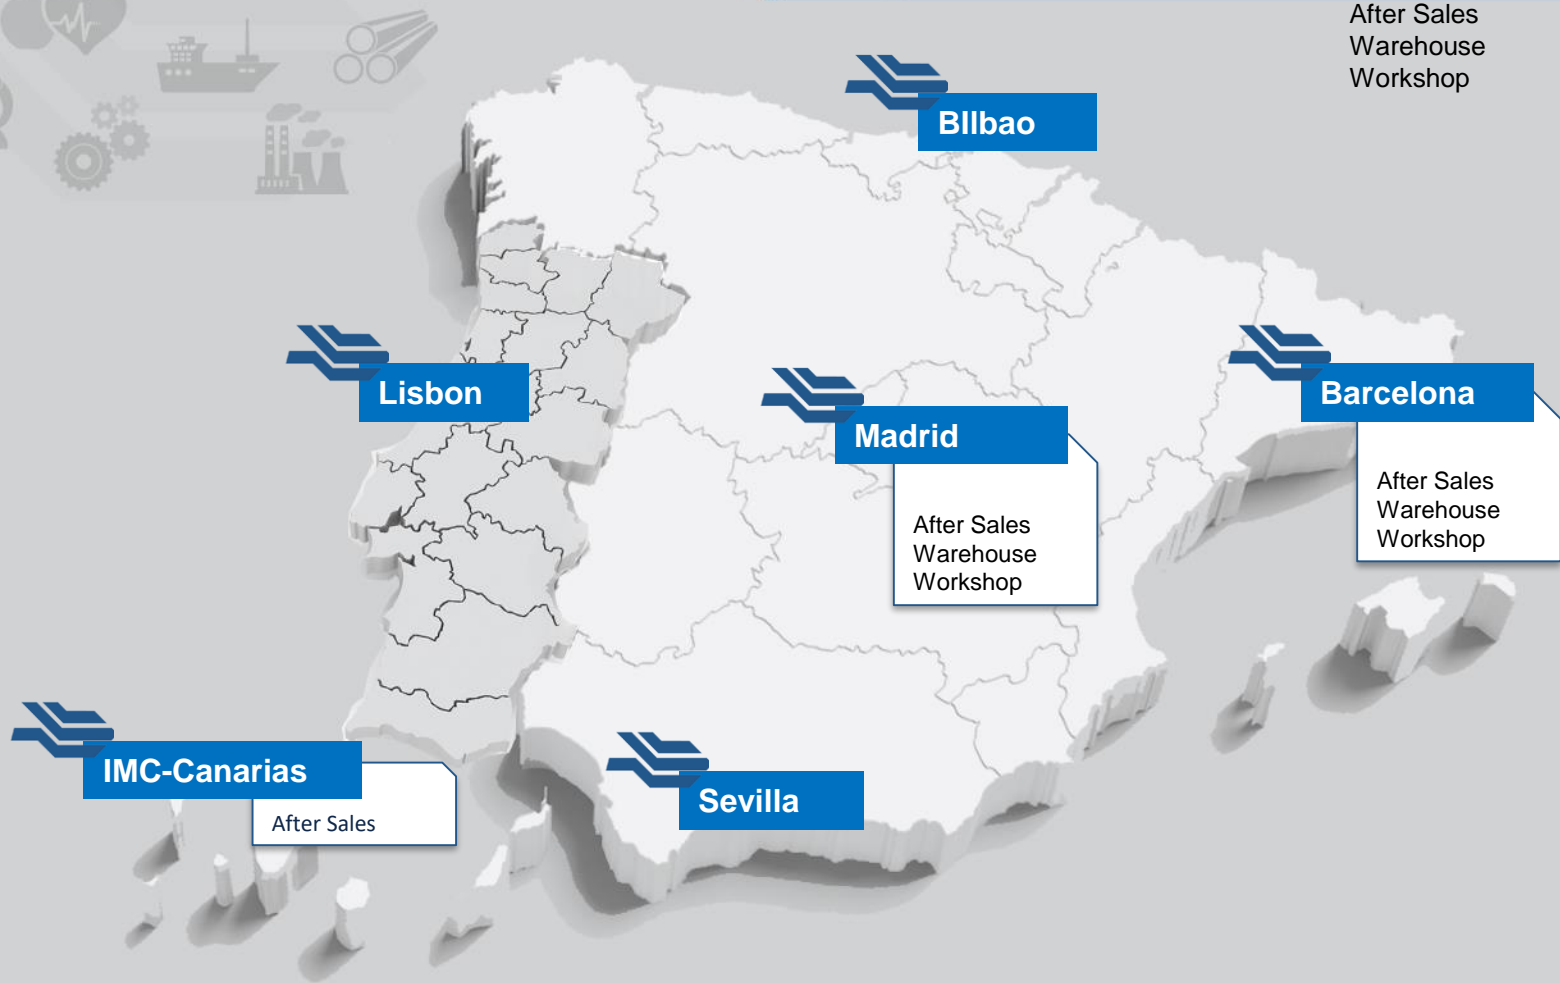 After Sales
Warehouse
Workshop
BIlbao
Lisbon
Madrid
After Sales
Warehouse
Workshop
Barcelona
After Sales
Warehouse
Workshop
IMC-Canarias
After Sales
Sevilla